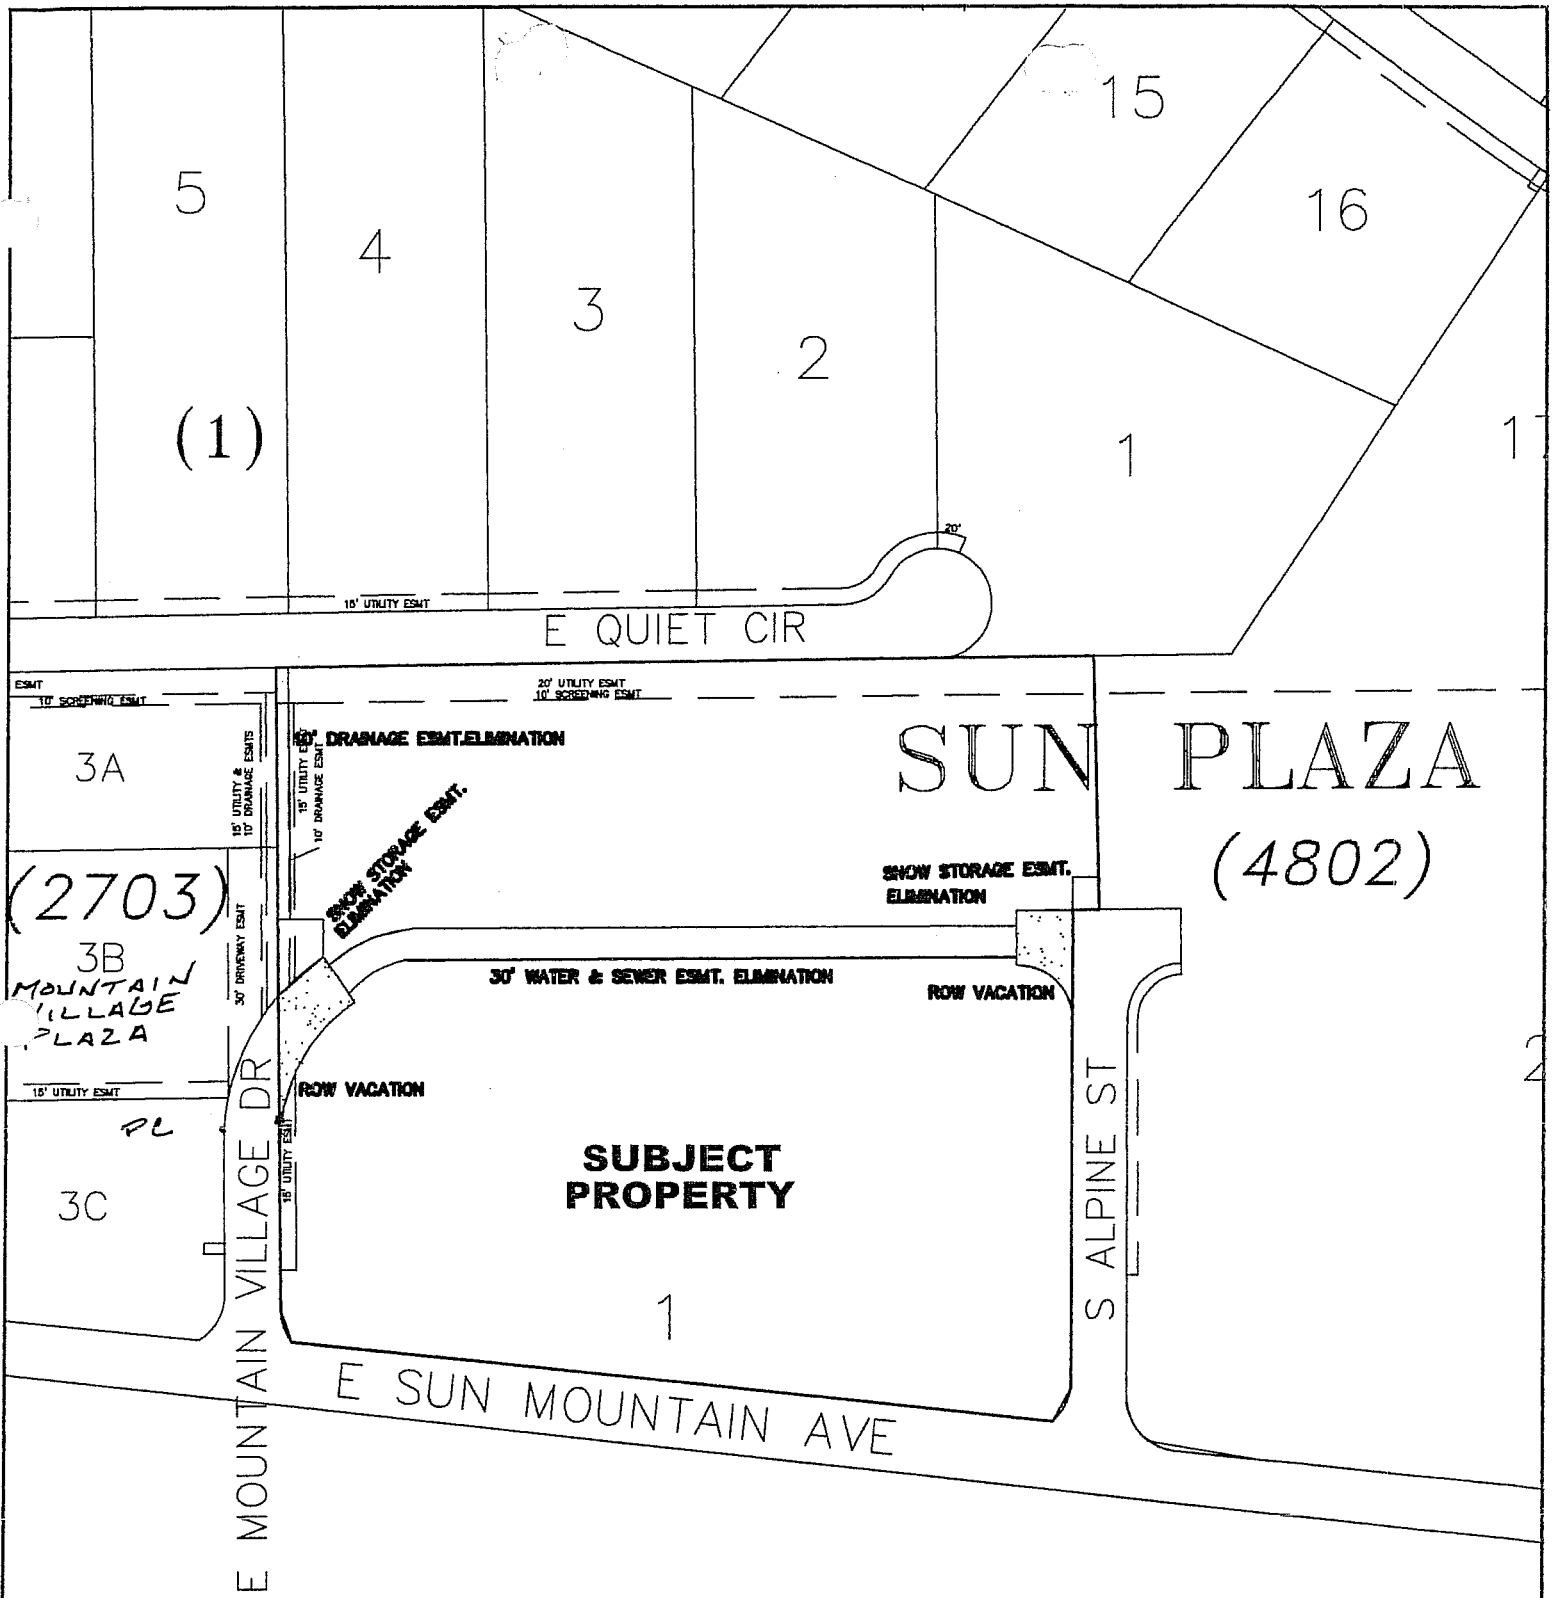 15
5
16
4
3
2
(1)
1
1
20'
15' UTILITY ESMT
E QUIET CIR
ESMT
10' SCREENING ESMT
20' UTILITY ESMT
10' SCREENING ESMT
10' DRAINAGE ESMT.ELIMINATION
SUN PLAZA
3A
15' UTILITY &
10' DRAINAGE ESMTS
15' UTILITY ESMT
10' DRAINAGE ESMT
SNOW STORAGE ESMT.
ELIMINATION
(4802)
SNOW STORAGE ESMT.
ELIMINATION
(2703)
30' DRIVEWAY ESMT
3B
MOUNTAIN
VILLAGE
PLAZA
30' WATER & SEWER ESMT. ELIMINATION
ROW VACATION
2
15' UTILITY ESMT
ROW VACATION
PL
15' UTILITY ESMT
SUBJECT
PROPERTY
3C
S ALPINE ST
1
E MOUNTAIN VILLAGE DR
E SUN MOUNTAIN AVE